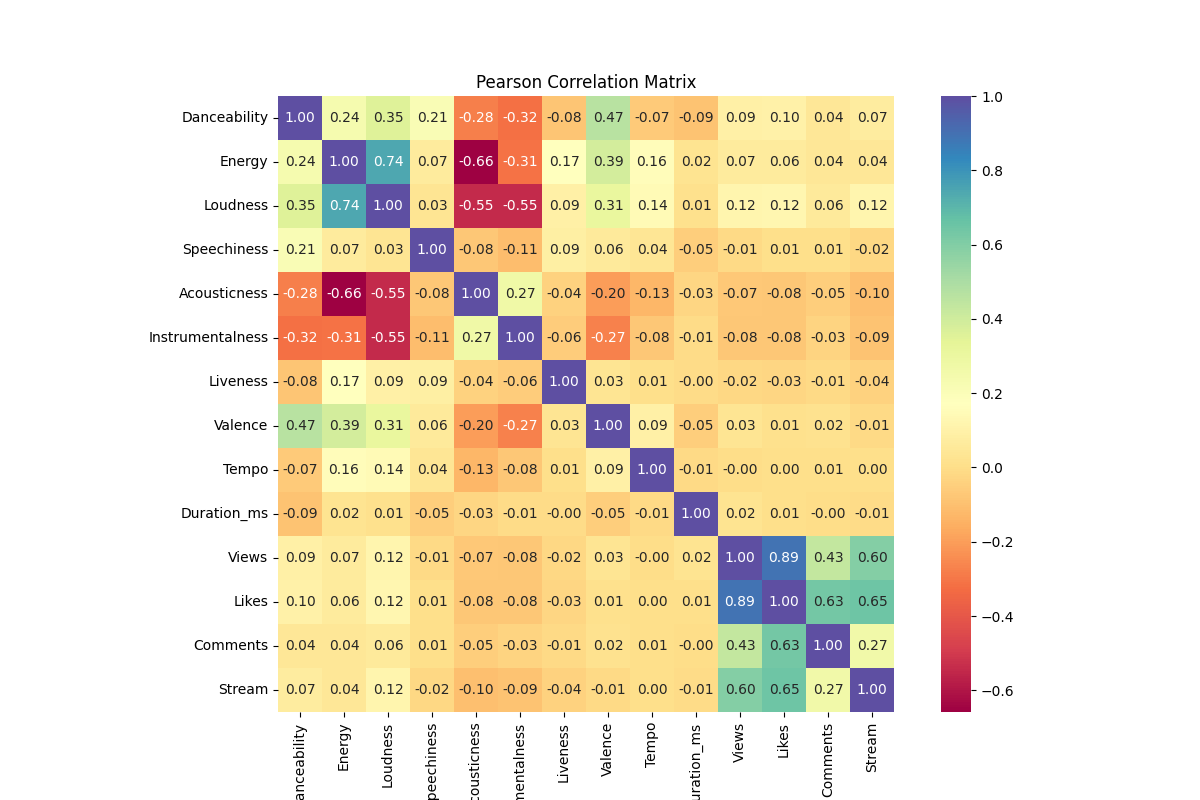 Pearson Correlation Matrix
Danceability 1.00 0.24 0.35 0.21 -0.28 -0.32 -0.08 0.47 -0.07 -0.09 0.09 0.10 0.04 0.07
Energy 0.24 1.00 0.74 0.07 -0.66 -0.31 0.17 0.39 0.16 0.02 0.07 0.06 0.04 0.04
Loudness 0.35 0.74 1.00 0.03 -0.55 -0.55 0.09 0.31 0.14 0.01 0.12 0.12 0.06 0.12
Speechiness 0.21 0.07 0.03 1.00 -0.08 -0.11 0.09 0.06 0.04 -0.05 -0.01 0.01 0.01 -0.02
Acousticness -0.28 -0.66 -0.55 -0.08 1.00 0.27 -0.04 -0.20 -0.13 -0.03 -0.07 -0.08 -0.05 -0.10
Instrumentalness -0.32 -0.31 -0.55 -0.11 0.27 1.00 -0.06 -0.27 -0.08 -0.01 -0.08 -0.08 -0.03 -0.09
Liveness -0.08 0.17 0.09 0.09 -0.04 -0.06 1.00 0.03 0.01 -0.00 -0.02 -0.03 -0.01 -0.04
Valence 0.47 0.39 0.31 0.06 -0.20 -0.27 0.03 1.00 0.09 -0.05 0.03 0.01 0.02 -0.01
Tempo -0.07 0.16 0.14 0.04 -0.13 -0.08 0.01 0.09 1.00 -0.01 -0.00 0.00 0.01 0.00
Duration_ms -0.09 0.02 0.01 -0.05 -0.03 -0.01 -0.00 -0.05 -0.01 1.00 0.02 0.01 -0.00 -0.01
Views 0.09 0.07 0.12 -0.01 -0.07 -0.08 -0.02 0.03 -0.00 0.02 1.00 0.89 0.43 0.60
Likes 0.10 0.06 0.12 0.01 -0.08 -0.08 -0.03 0.01 0.00 0.01 0.89 1.00 0.63 0.65
Comments 0.04 0.04 0.06 0.01 -0.05 -0.03 -0.01 0.02 0.01 -0.00 0.43 0.63 1.00 0.27
Stream 0.07 0.04 0.12 -0.02 -0.10 -0.09 -0.04 -0.01 0.00 -0.01 0.60 0.65 0.27 1.00
anceability
Energy
Loudness
peechiness
cousticness
mentalness
Liveness
Valence
Tempo
uration_ms
Views
Likes
Comments
Stream
1.0
0.8
0.6
0.4
0.2
0.0
−0.2
−0.4
−0.6